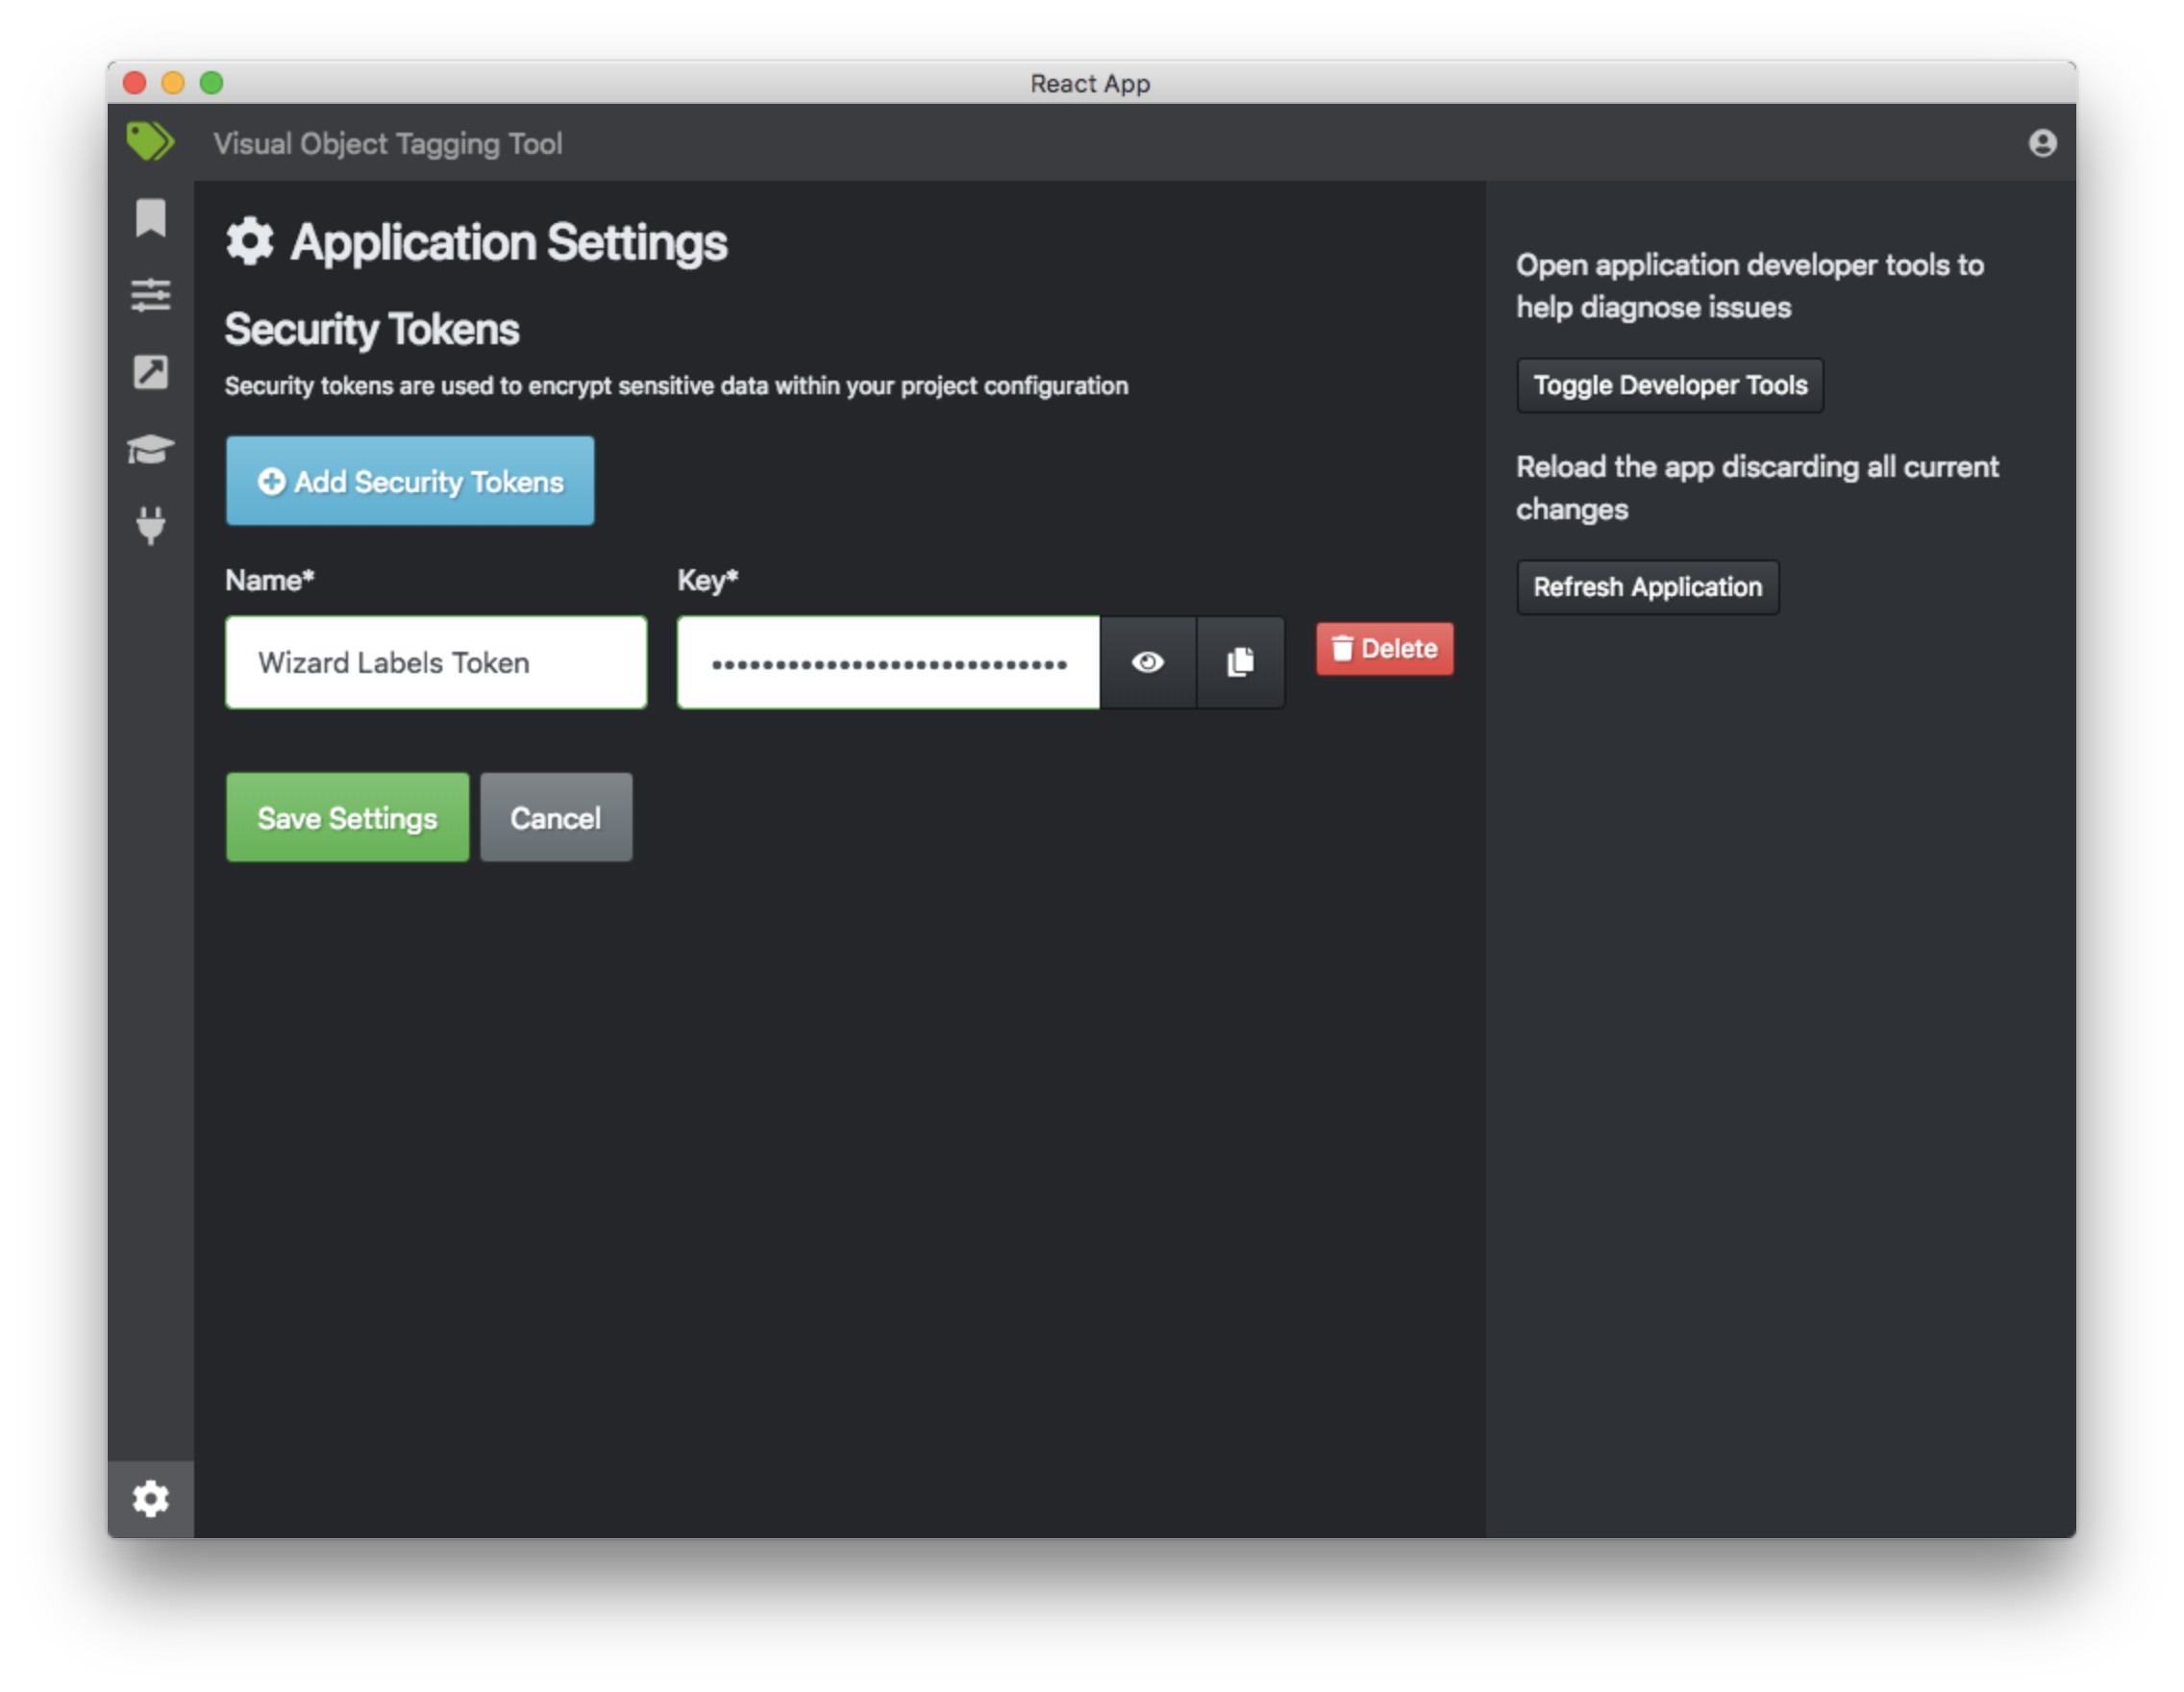 React App
Visual Object Tagging Tool
Application Settings
Security Tokens
Security tokens are used to encrypt sensitive data within your project configuration
Add Security Tokens
Name*
Key*
Wizard Labels Token
Delete
Save Settings
Cancel
Open application developer tools to
help diagnose issues
Toggle Developer Tools
Reload the app discarding all current
changes
Refresh Application